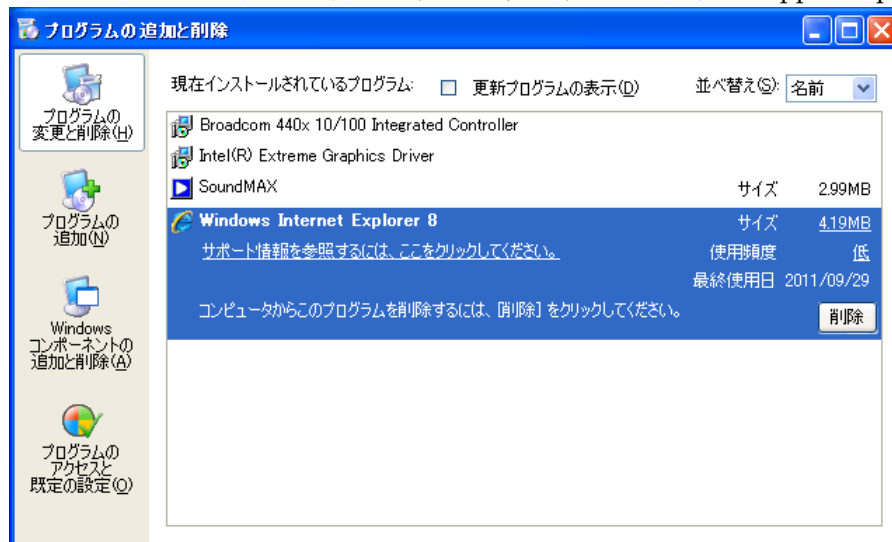 プログラムの追加と削除
現在インストールされているプログラム:
更新プログラムの表示(D)
並べ替え(S):
名前
プログラムの
変更と削除(H)
プログラムの
追加(N)
Windows
コンポーネントの
追加と削除(A)
プログラムの
アクセスと
既定の設定(O)
Broadcom 440x 10/100 Integrated Controller
Intel(R) Extreme Graphics Driver
SoundMAX サイズ 2.99MB
Windows Internet Explorer 8 サイズ 4.19MB
サポート情報を参照するには、ここをクリックしてください。 使用頻度 低
最終使用日 2011/09/29
コンピュータからこのプログラムを削除するには、[削除] をクリックしてください。
削除